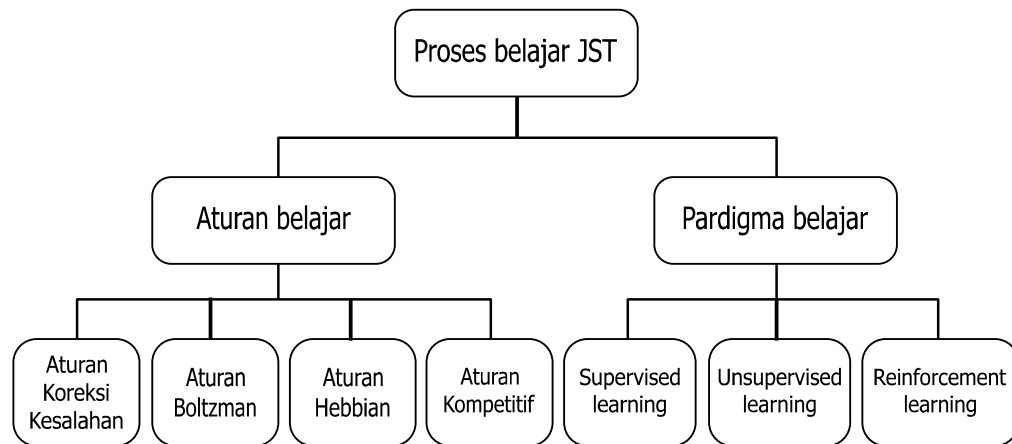 Proses belajar JST
Aturan belajar
Pardigma belajar
Aturan
Koreksi
Kesalahan
Aturan
Boltzman
Aturan
Hebbian
Aturan
Kompetitif
Supervised
learning
Unsupervised
learning
Reinforcement
learning